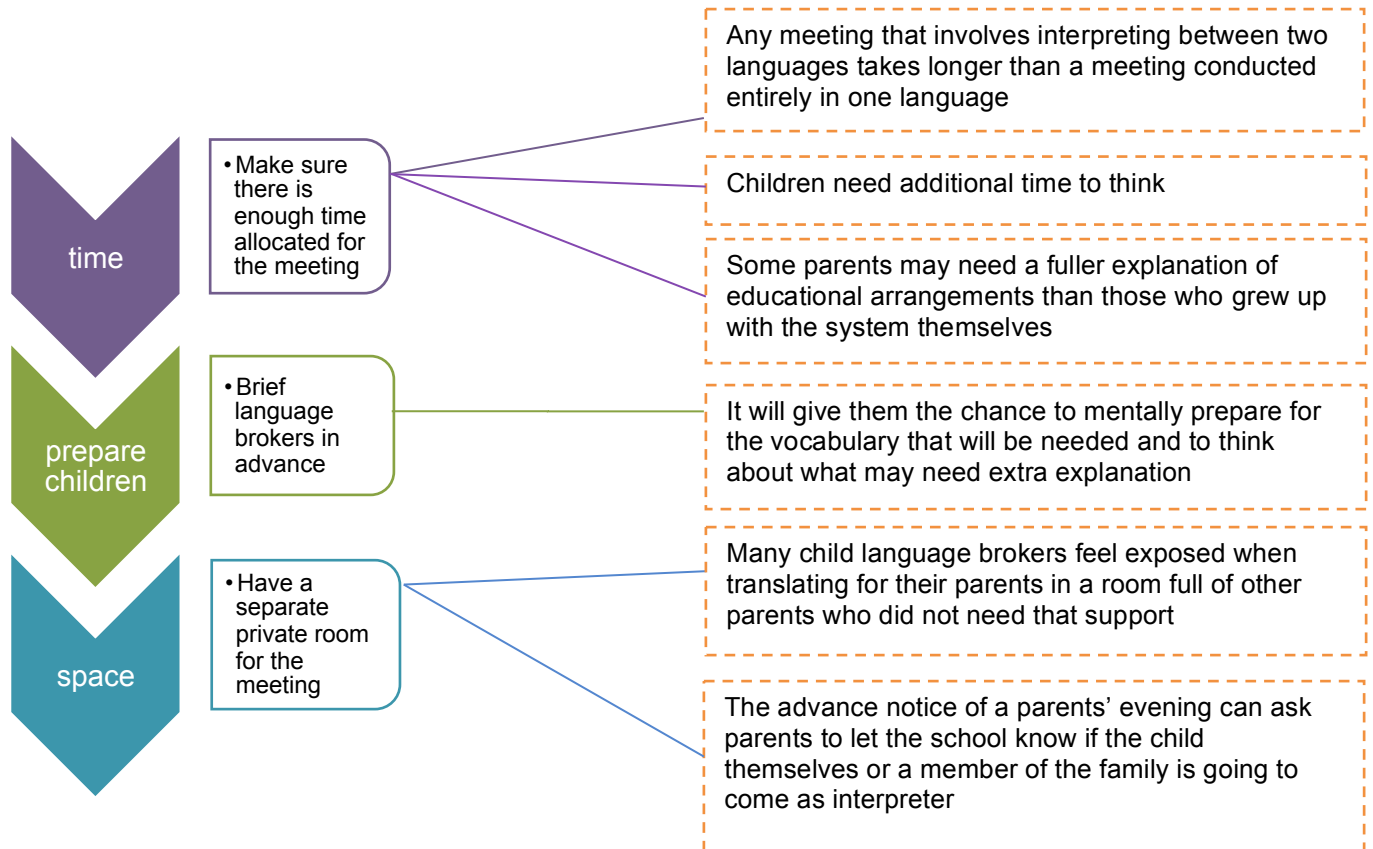 time
• Make sure
there is
enough time
allocated for
the meeting
Any meeting that involves interpreting between two
languages takes longer than a meeting conducted
entirely in one language
Children need additional time to think
Some parents may need a fuller explanation of
educational arrangements than those who grew up
with the system themselves
prepare
children
• Brief
language
brokers in
advance
It will give them the chance to mentally prepare for
the vocabulary that will be needed and to think
about what may need extra explanation
space
• Have a
separate
private room
for the
meeting
Many child language brokers feel exposed when
translating for their parents in a room full of other
parents who did not need that support
The advance notice of a parents’ evening can ask
parents to let the school know if the child
themselves or a member of the family is going to
come as interpreter